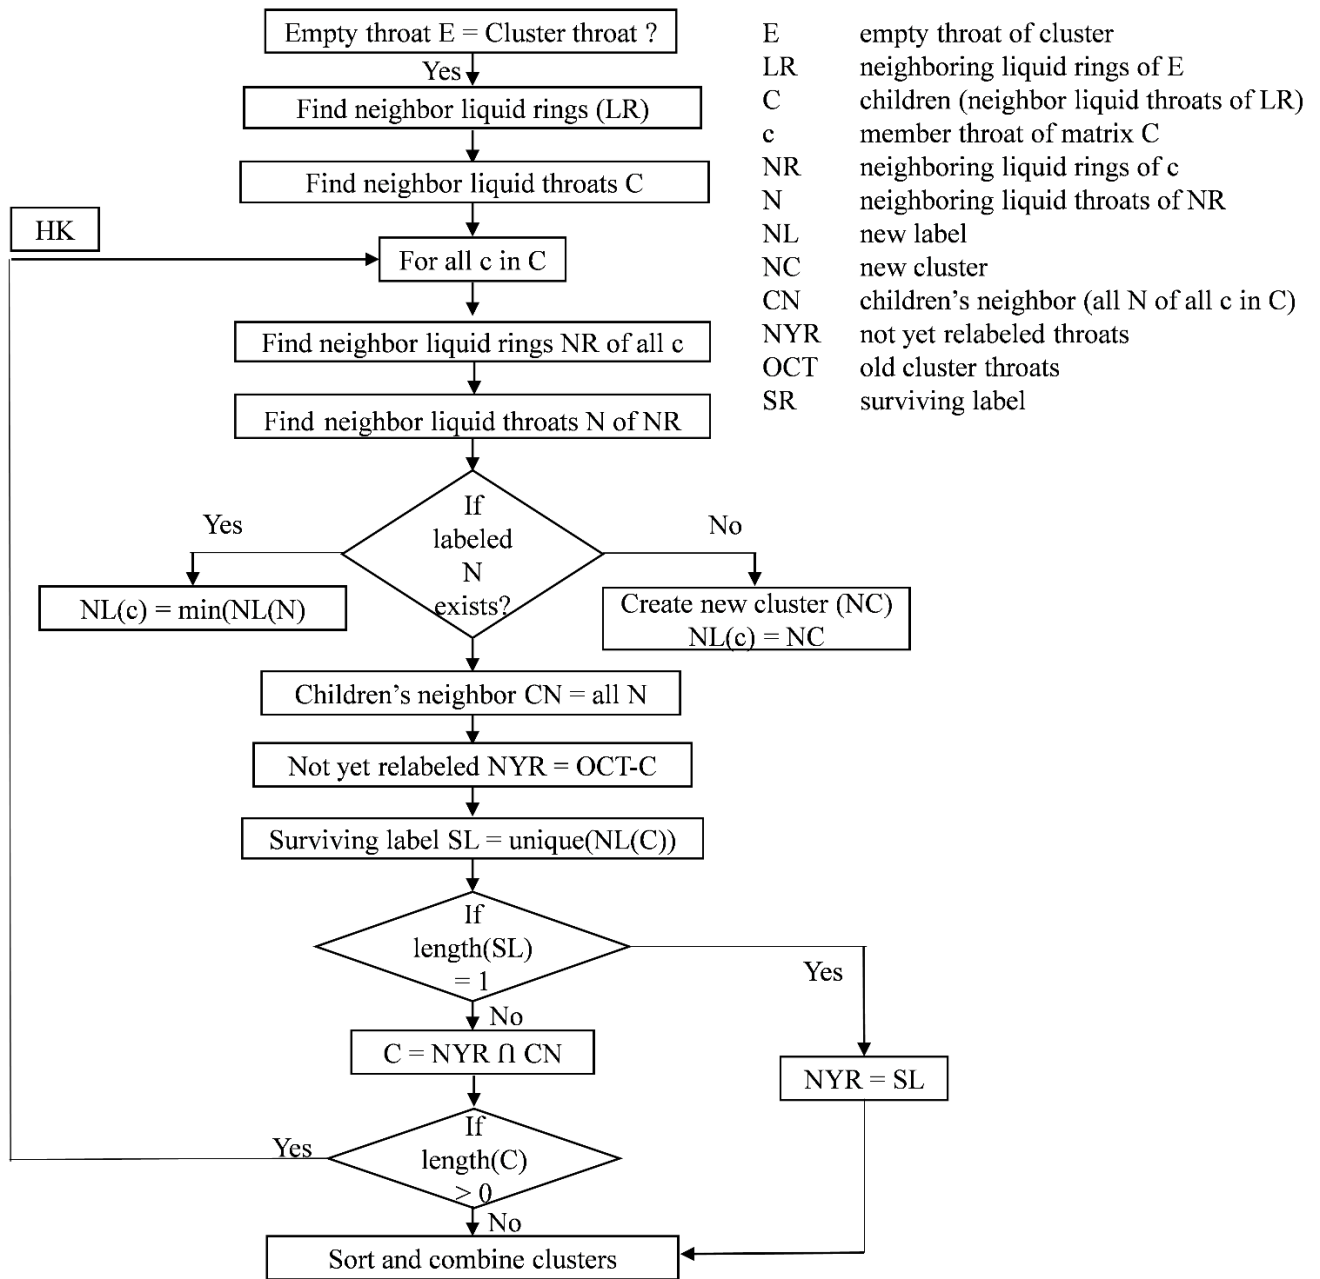 Empty throat E = Cluster throat ?
Yes
Find neighbor liquid rings (LR)
Find neighbor liquid throats C
HK
For all c in C
Find neighbor liquid rings NR of all c
Find neighbor liquid throats N of NR
If
labeled
N
exists?
Yes
No
NL(c) = min(NL(N)
Create new cluster (NC)
NL(c) = NC
Children's neighbor CN = all N
Not yet relabeled NYR = OCT-C
Surviving label SL = unique(NL(C))
If
length(SL)
= 1
Yes
No
C = NYR ∩ CN
NYR = SL
If
length(C)
> 0
Yes
No
Sort and combine clusters
E empty throat of cluster
LR neighboring liquid rings of E
C children (neighbor liquid throats of LR)
c member throat of matrix C
NR neighboring liquid rings of c
N neighboring liquid throats of NR
NL new label
NC new cluster
CN children's neighbor (all N of all c in C)
NYR not yet relabeled throats
OCT old cluster throats
SR surviving label